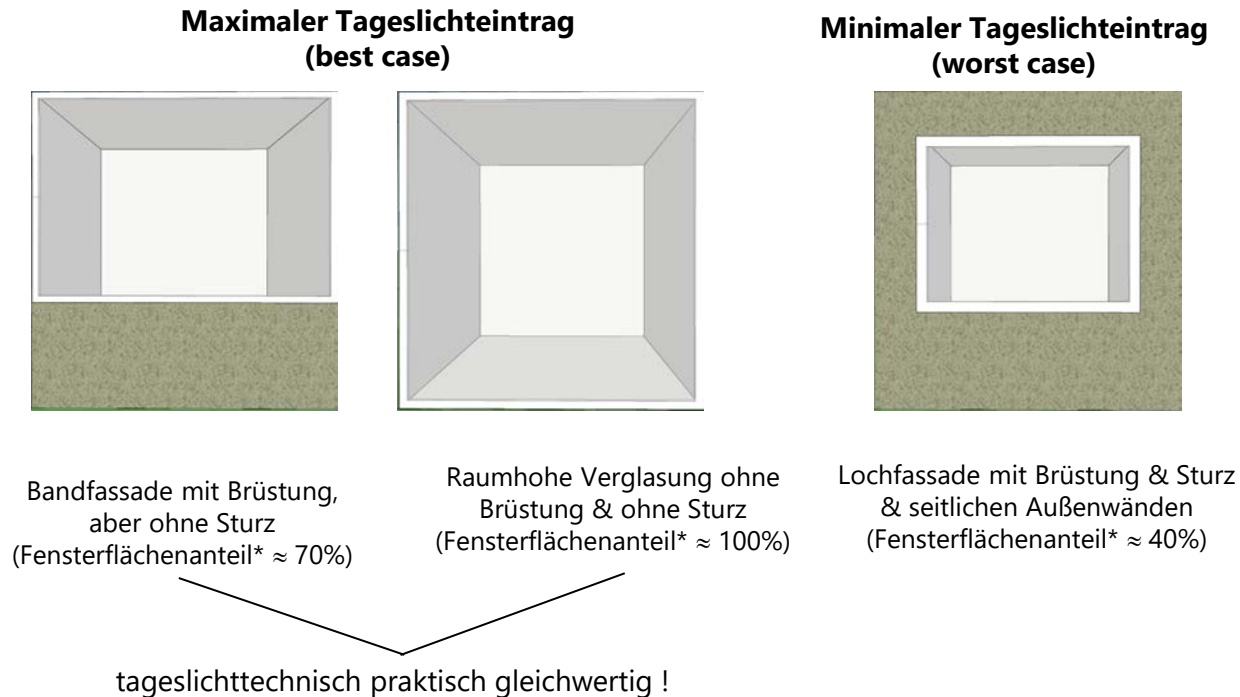 Maximaler Tageslichteintrag
(best case)
Minimaler Tageslichteintrag
(worst case)
Bandfassade mit Brüstung,
aber ohne Sturz
(Fensterflächenanteil* ≈ 70%)
Raumhohe Verglasung ohne
Brüstung & ohne Sturz
(Fensterflächenanteil* ≈ 100%)
Lochfassade mit Brüstung & Sturz
& seitlichen Außenwänden
(Fensterflächenanteil* ≈ 40%)
tageslichttechnisch praktisch gleichwertig !